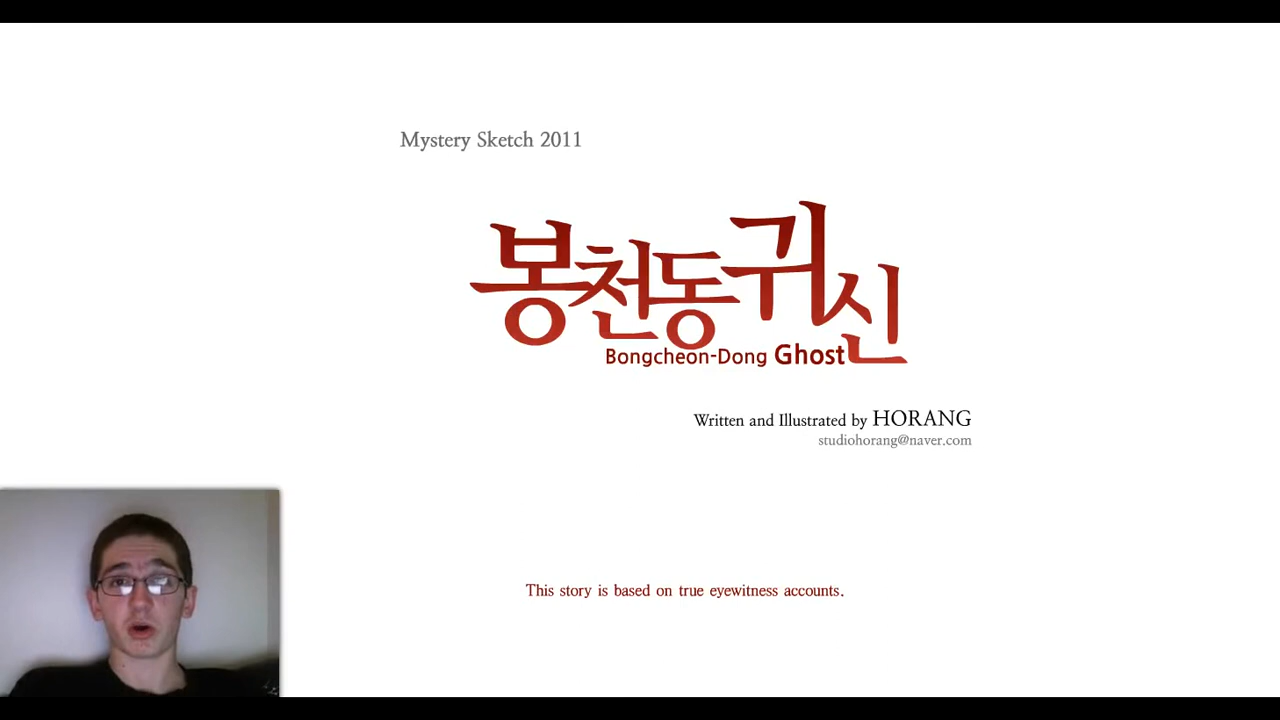 Mystery Sketch 2011
봉천동귀신
Bongcheon-Dong Ghost
Written and Illustrated by HORANG
studiohorang@naver.com
This story is based on true eyewitness accounts.